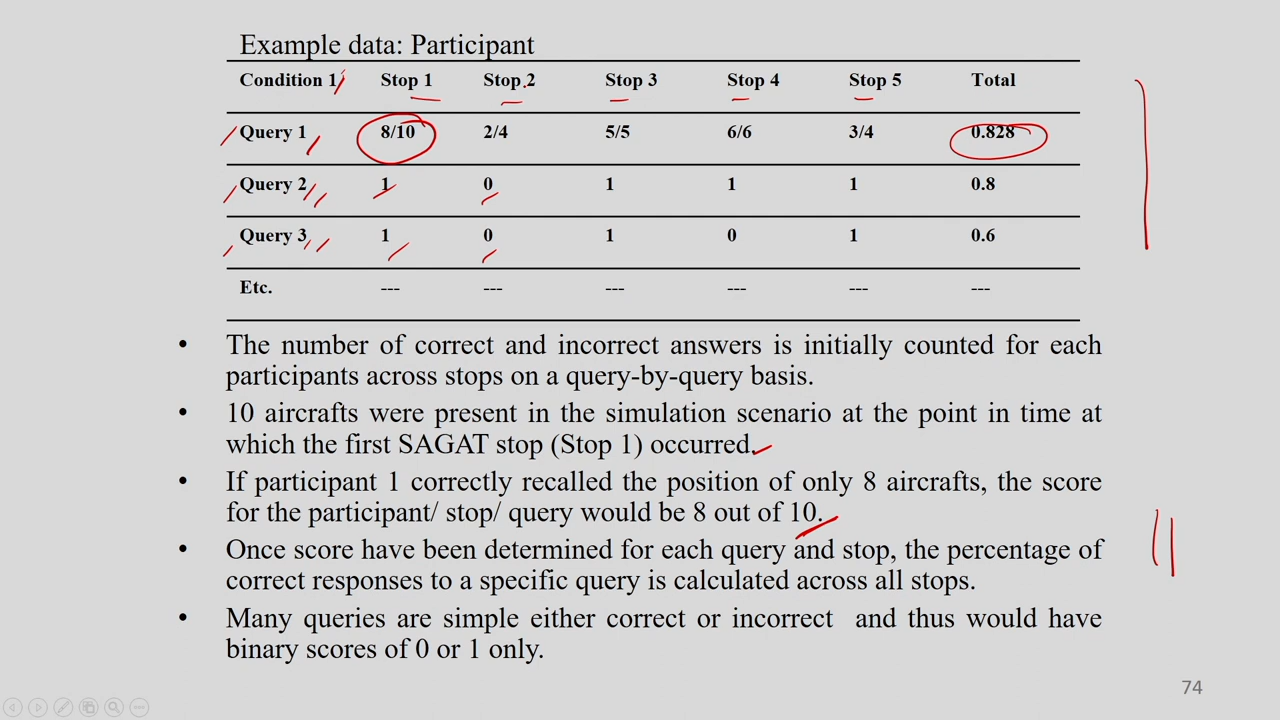 Example data: Participant
Condition 1 Stop 1 Stop 2 Stop 3 Stop 4 Stop 5 Total
Query 1 8/10 2/4 5/5 6/6 3/4 0.828
Query 2 1 0 1 1 1 0.8
Query 3 1 0 1 0 1 0.6
Etc. --- --- --- --- --- ---
• The number of correct and incorrect answers is initially counted for each
participants across stops on a query-by-query basis.
• 10 aircrafts were present in the simulation scenario at the point in time at
which the first SAGAT stop (Stop 1) occurred.
• If participant 1 correctly recalled the position of only 8 aircrafts, the score
for the participant/ stop/ query would be 8 out of 10.
• Once score have been determined for each query and stop, the percentage of
correct responses to a specific query is calculated across all stops.
• Many queries are simple either correct or incorrect and thus would have
binary scores of 0 or 1 only.
74